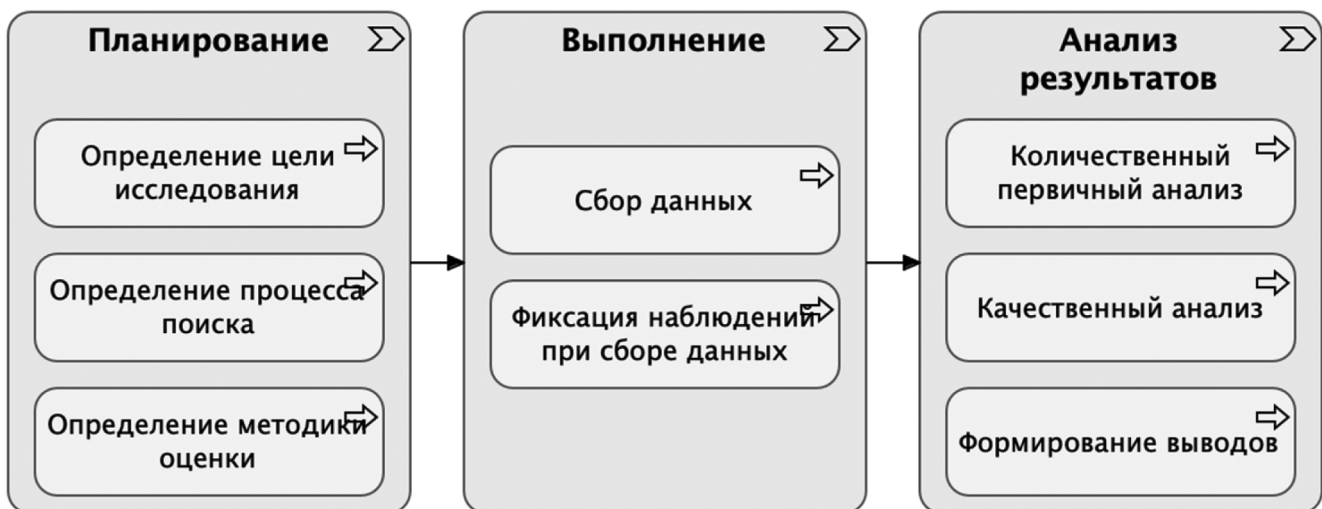 Планирование
Определение цели
исследования
Определение процесса
поиска
Определение методики
оценки
Выполнение
Сбор данных
Фиксация наблюдений
при сборе данных
Анализ
результатов
Количественный
первичный анализ
Качественный анализ
Формирование выводов